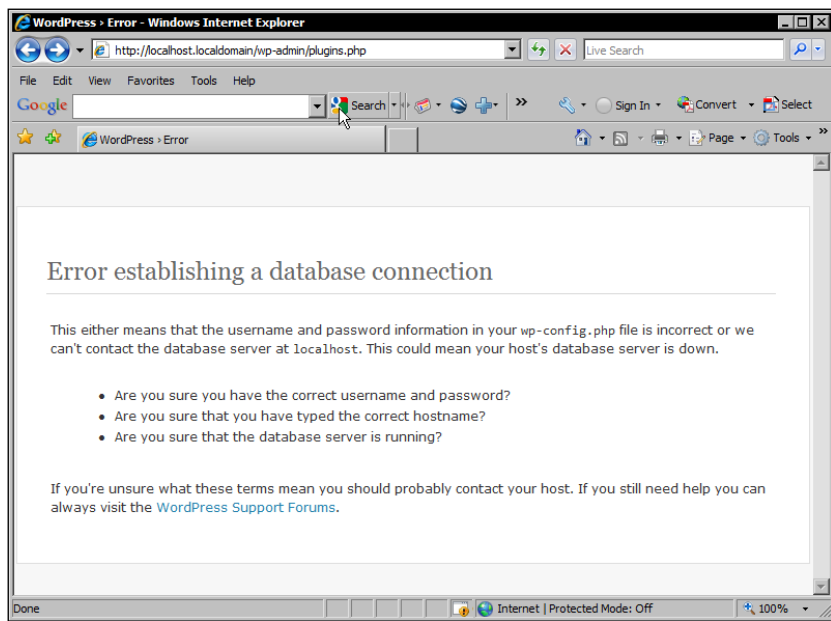 WordPress › Error - Windows Internet Explorer
http://localhost.localdomain/wp-admin/plugins.php
Live Search
File Edit View Favorites Tools Help
Google
Search
»
Sign In
Convert
Select
WordPress › Error
Page
Tools
»
Error establishing a database connection
This either means that the username and password information in your wp-config.php file is incorrect or we
can't contact the database server at localhost. This could mean your host's database server is down.
• Are you sure you have the correct username and password?
• Are you sure that you have typed the correct hostname?
• Are you sure that the database server is running?
If you're unsure what these terms mean you should probably contact your host. If you still need help you can
always visit the WordPress Support Forums.
Done
Internet | Protected Mode: Off
100%